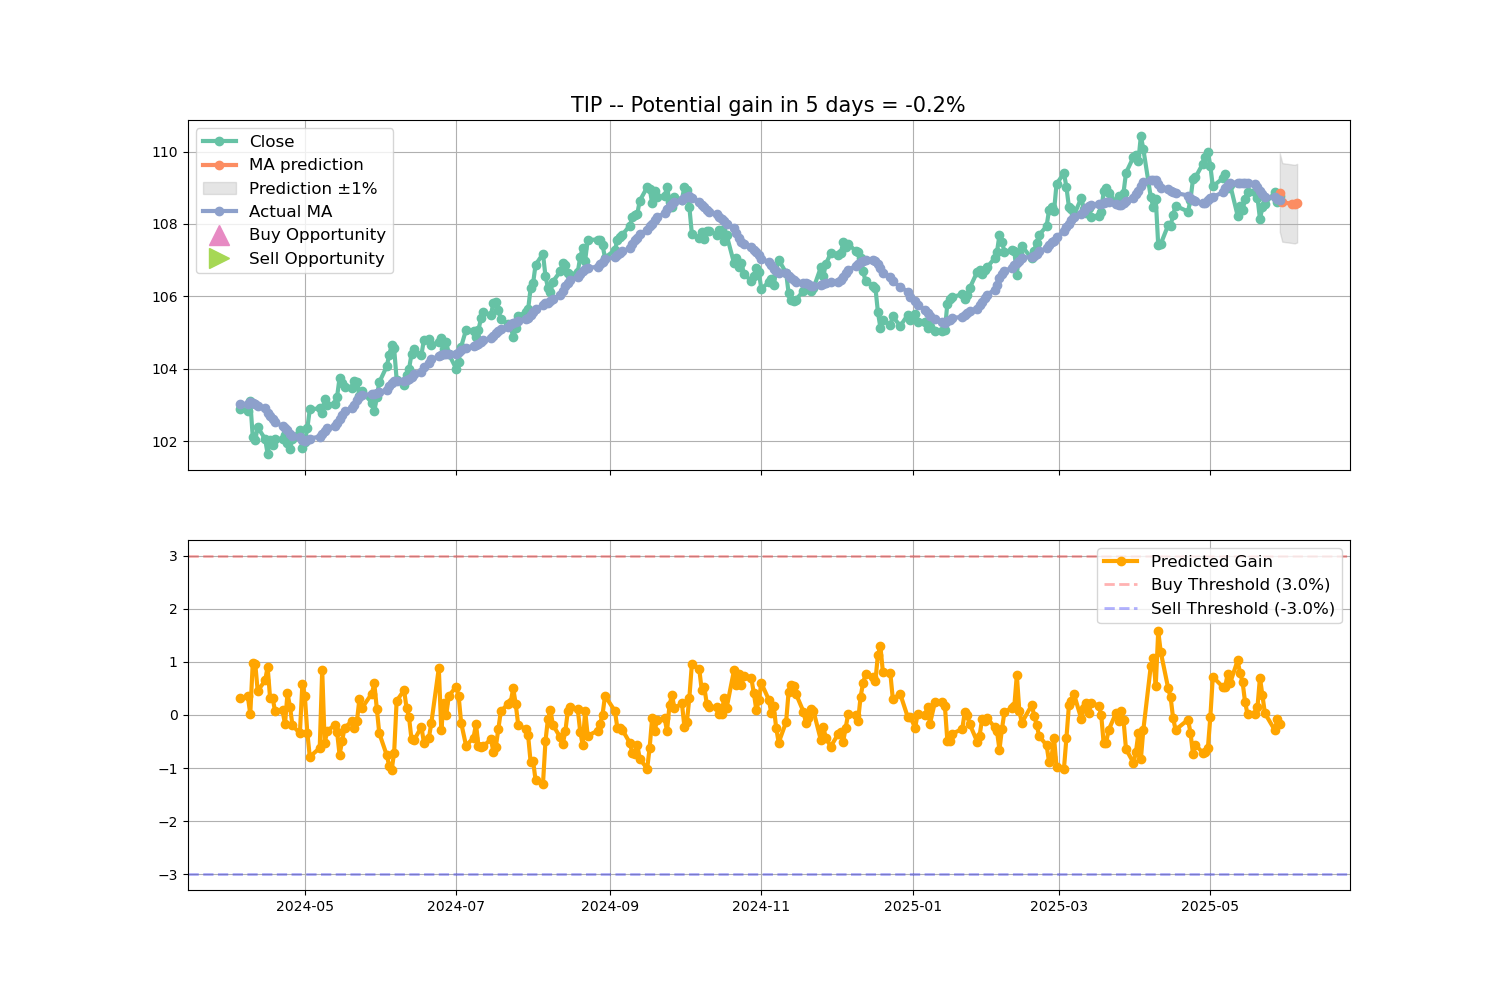 TIP -- Potential gain in 5 days = -0.2%
Close
MA prediction
Prediction ±1%
Actual MA
Buy Opportunity
Sell Opportunity
110
108
106
104
102
Predicted Gain
Buy Threshold (3.0%)
Sell Threshold (-3.0%)
3
2
1
0
−1
−2
−3
2024-05
2024-07
2024-09
2024-11
2025-01
2025-03
2025-05